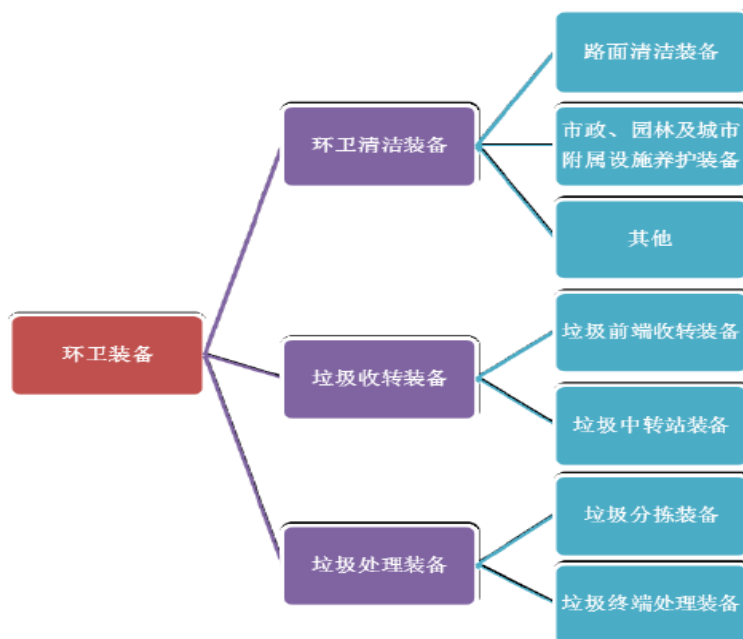 路面清洁装备
环卫清洁装备
市政、园林及城市
附属设施养护装备
其他
环卫装备
垃圾前端收转装备
垃圾收转装备
垃圾中转站装备
垃圾分拣装备
垃圾处理装备
垃圾终端处理装备